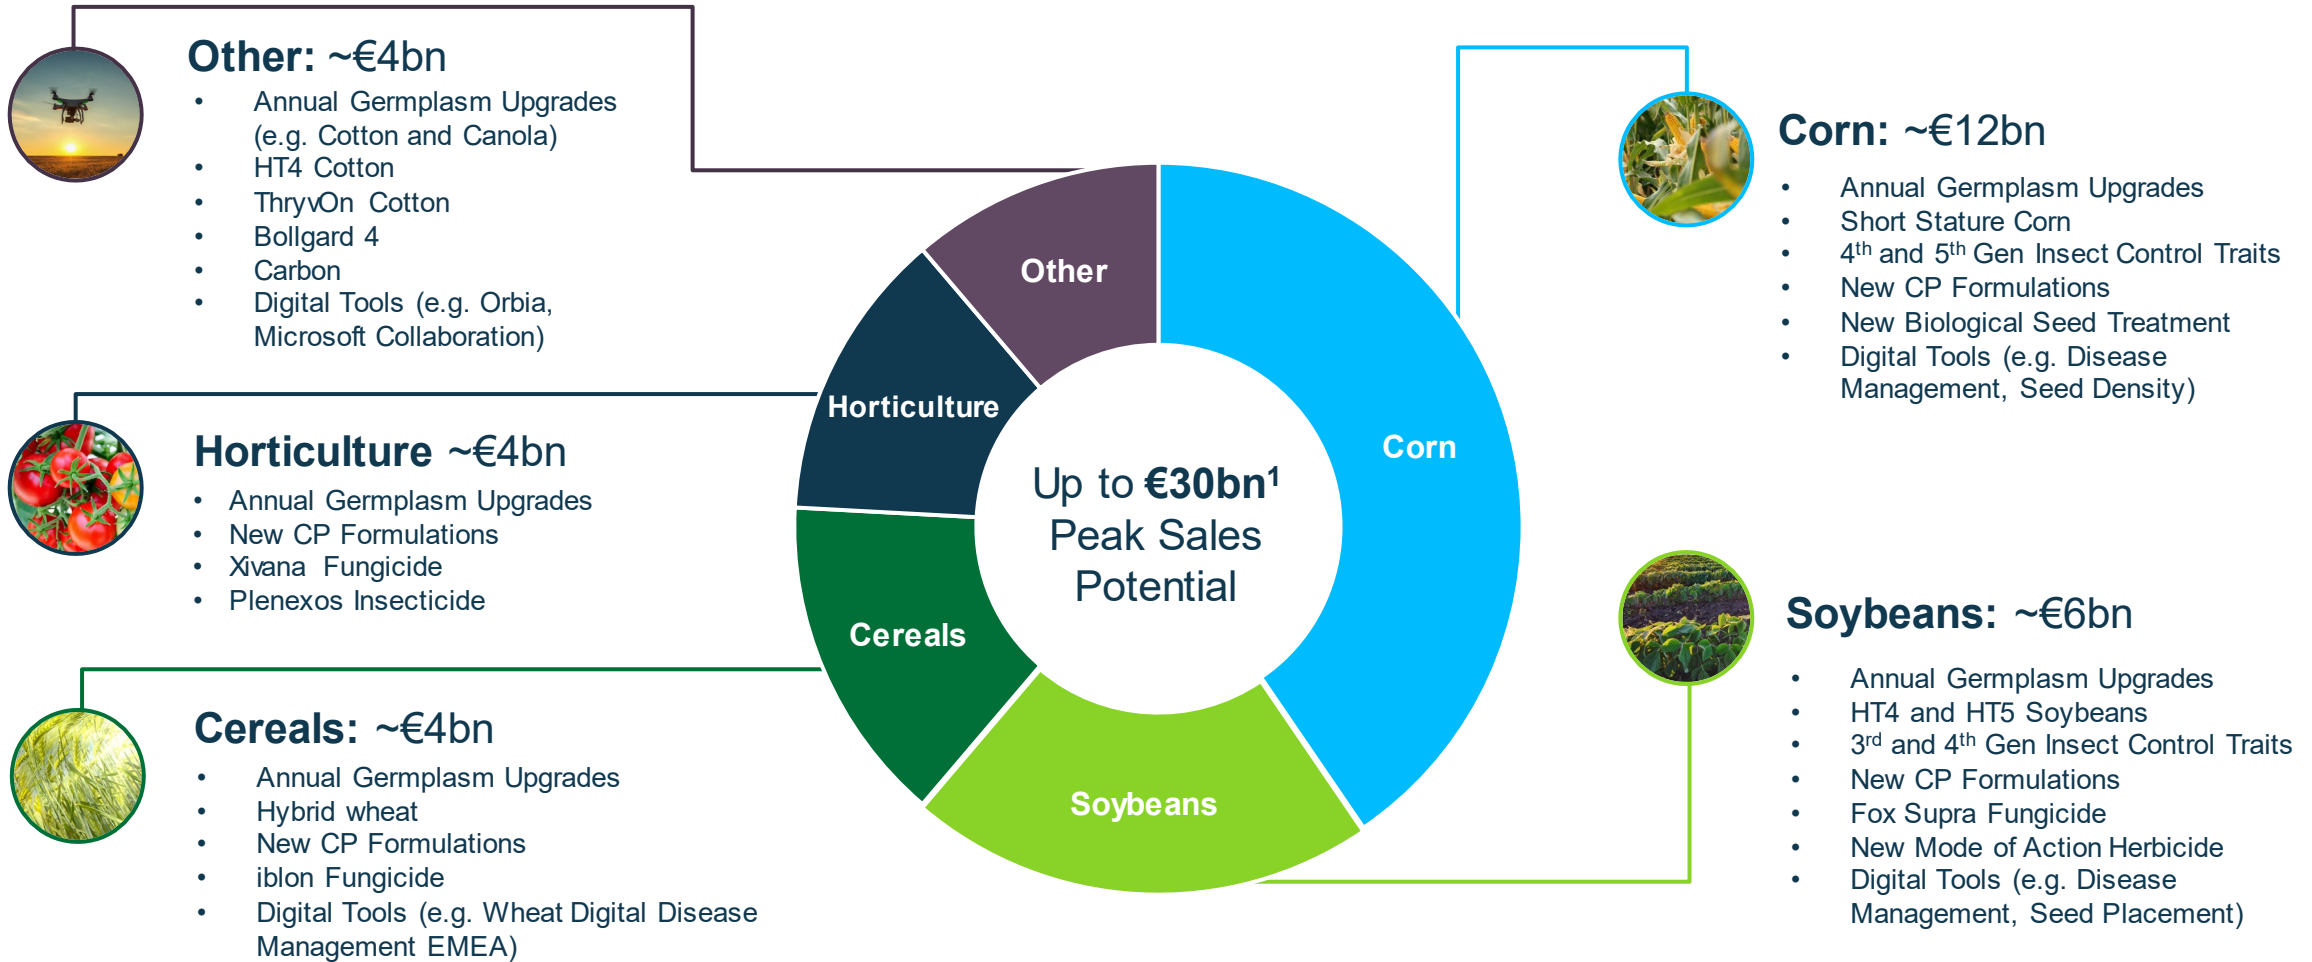 Other: ~€4bn
• Annual Germplasm Upgrades
(e.g. Cotton and Canola)
• HT4 Cotton
• ThryvOn Cotton
• Bollgard 4
• Carbon
• Digital Tools (e.g. Orbia,
Microsoft Collaboration)
Horticulture ~€4bn
• Annual Germplasm Upgrades
• New CP Formulations
• Xivana Fungicide
• Plenexos Insecticide
Cereals: ~€4bn
• Annual Germplasm Upgrades
• Hybrid wheat
• New CP Formulations
• iblon Fungicide
• Digital Tools (e.g. Wheat Digital Disease
Management EMEA)
Other
Horticulture
Corn
Cereals
Soybeans
Up to €30bn¹
Peak Sales
Potential
Corn: ~€12bn
• Annual Germplasm Upgrades
• Short Stature Corn
• 4th and 5th Gen Insect Control Traits
• New CP Formulations
• New Biological Seed Treatment
• Digital Tools (e.g. Disease
Management, Seed Density)
Soybeans: ~€6bn
• Annual Germplasm Upgrades
• HT4 and HT5 Soybeans
• 3rd and 4th Gen Insect Control Traits
• New CP Formulations
• Fox Supra Fungicide
• New Mode of Action Herbicide
• Digital Tools (e.g. Disease
Management, Seed Placement)